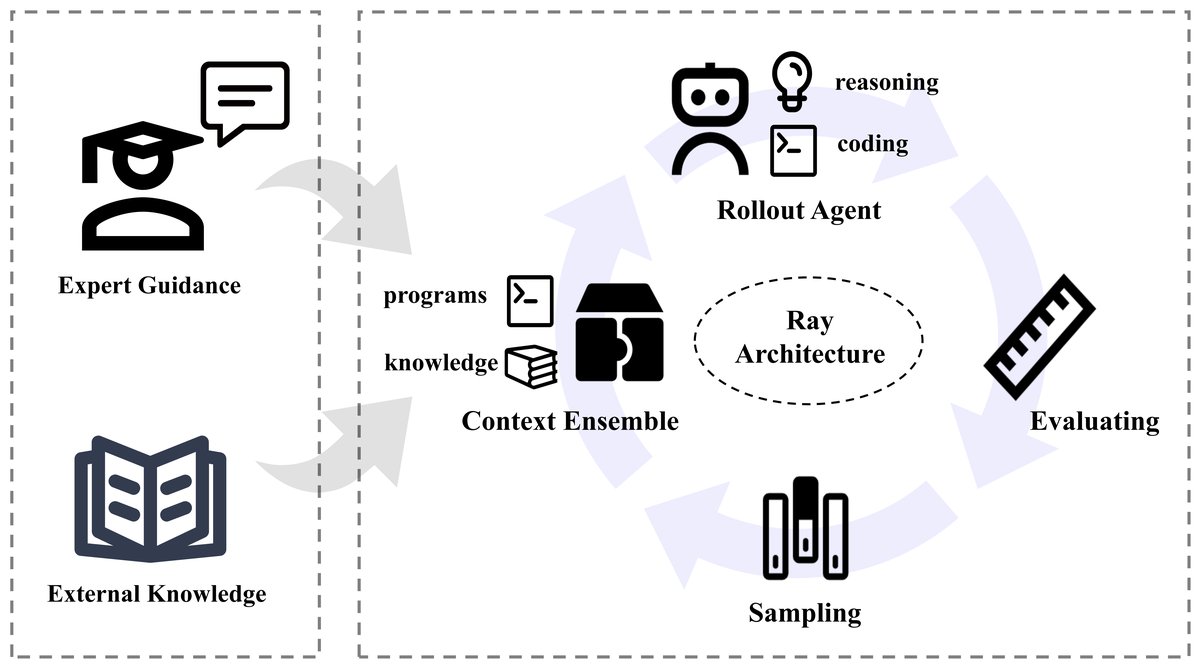 Expert Guidance
External Knowledge
reasoning
coding
Rollout Agent
programs
knowledge
Context Ensemble
Ray
Architecture
Evaluating
Sampling